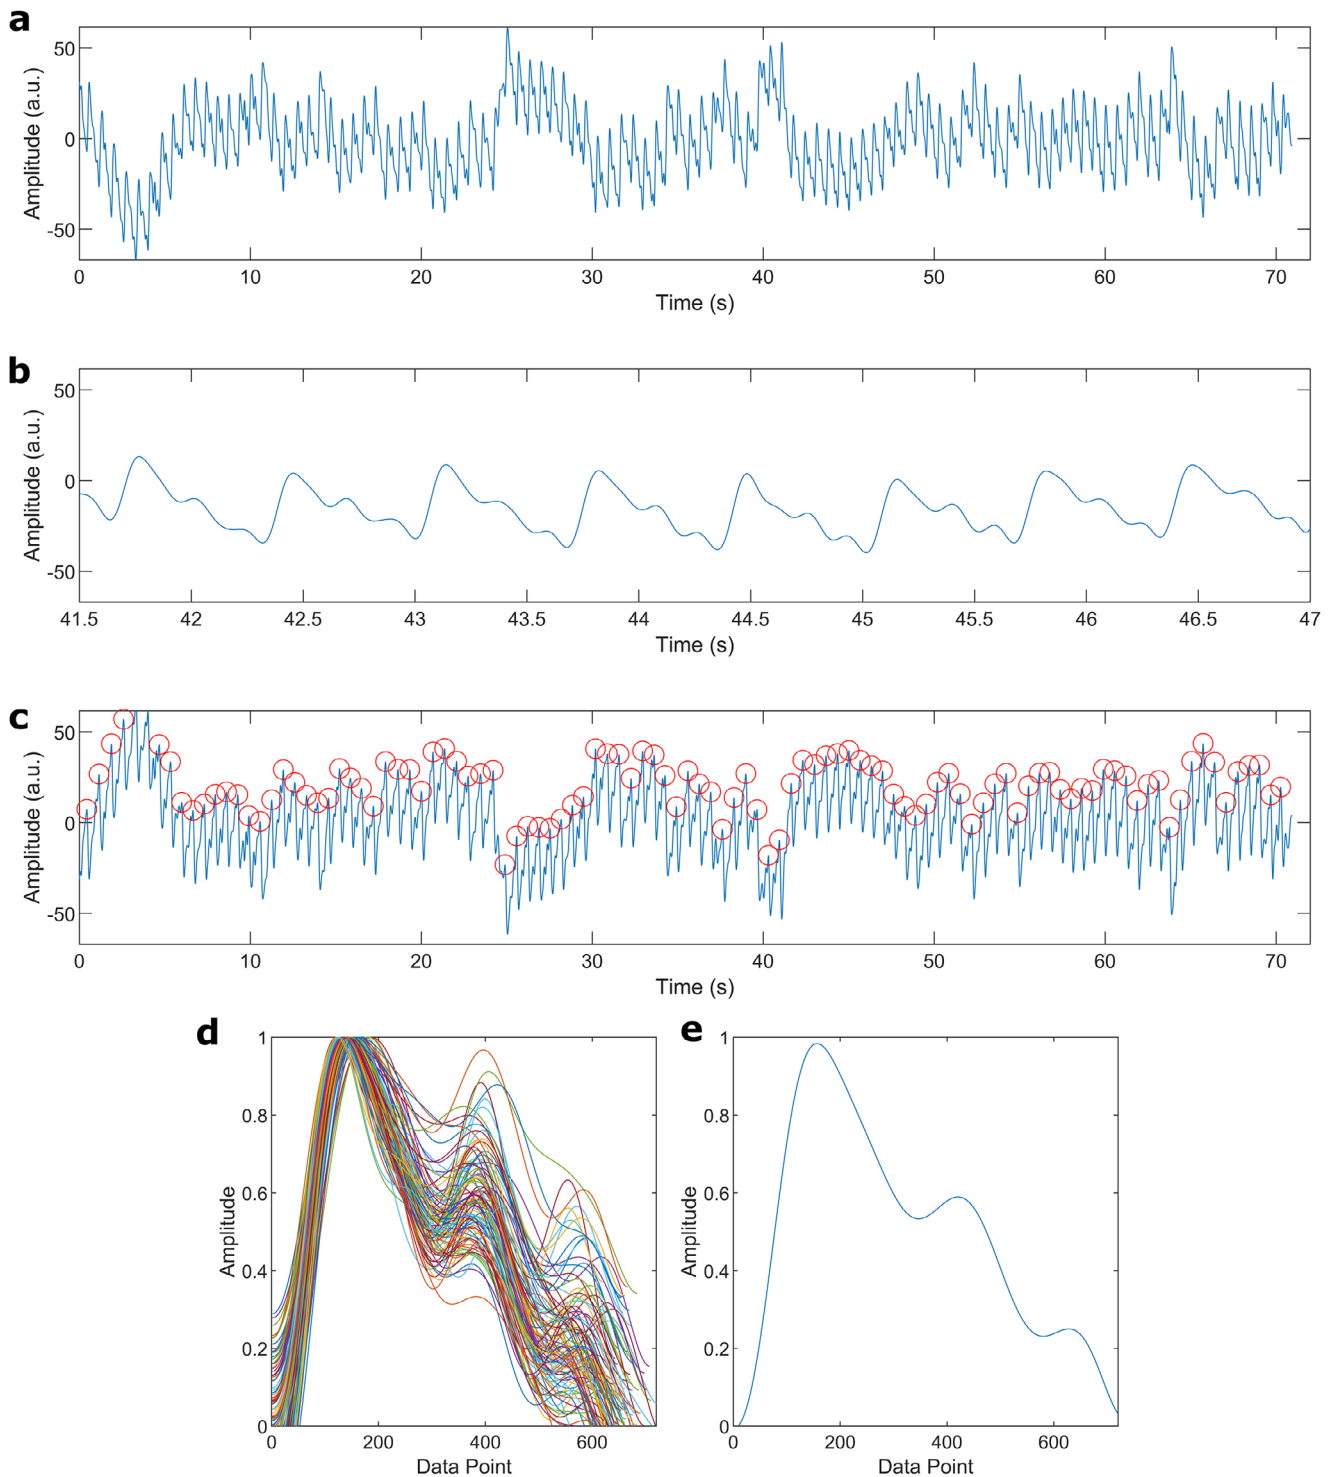 a
Amplitude (a.u.)
50
0
-50
0 10 20 30 40 50 60 70
Time (s)
b
Amplitude (a.u.)
50
0
-50
41.5 42 42.5 43 43.5 44 44.5 45 45.5 46 46.5 47
Time (s)
c
Amplitude (a.u.)
50
0
-50
0 10 20 30 40 50 60 70
Time (s)
d
Amplitude
1
0.8
0.6
0.4
0.2
0
0 200 400 600
Data Point
e
Amplitude
1
0.8
0.6
0.4
0.2
0
0 200 400 600
Data Point